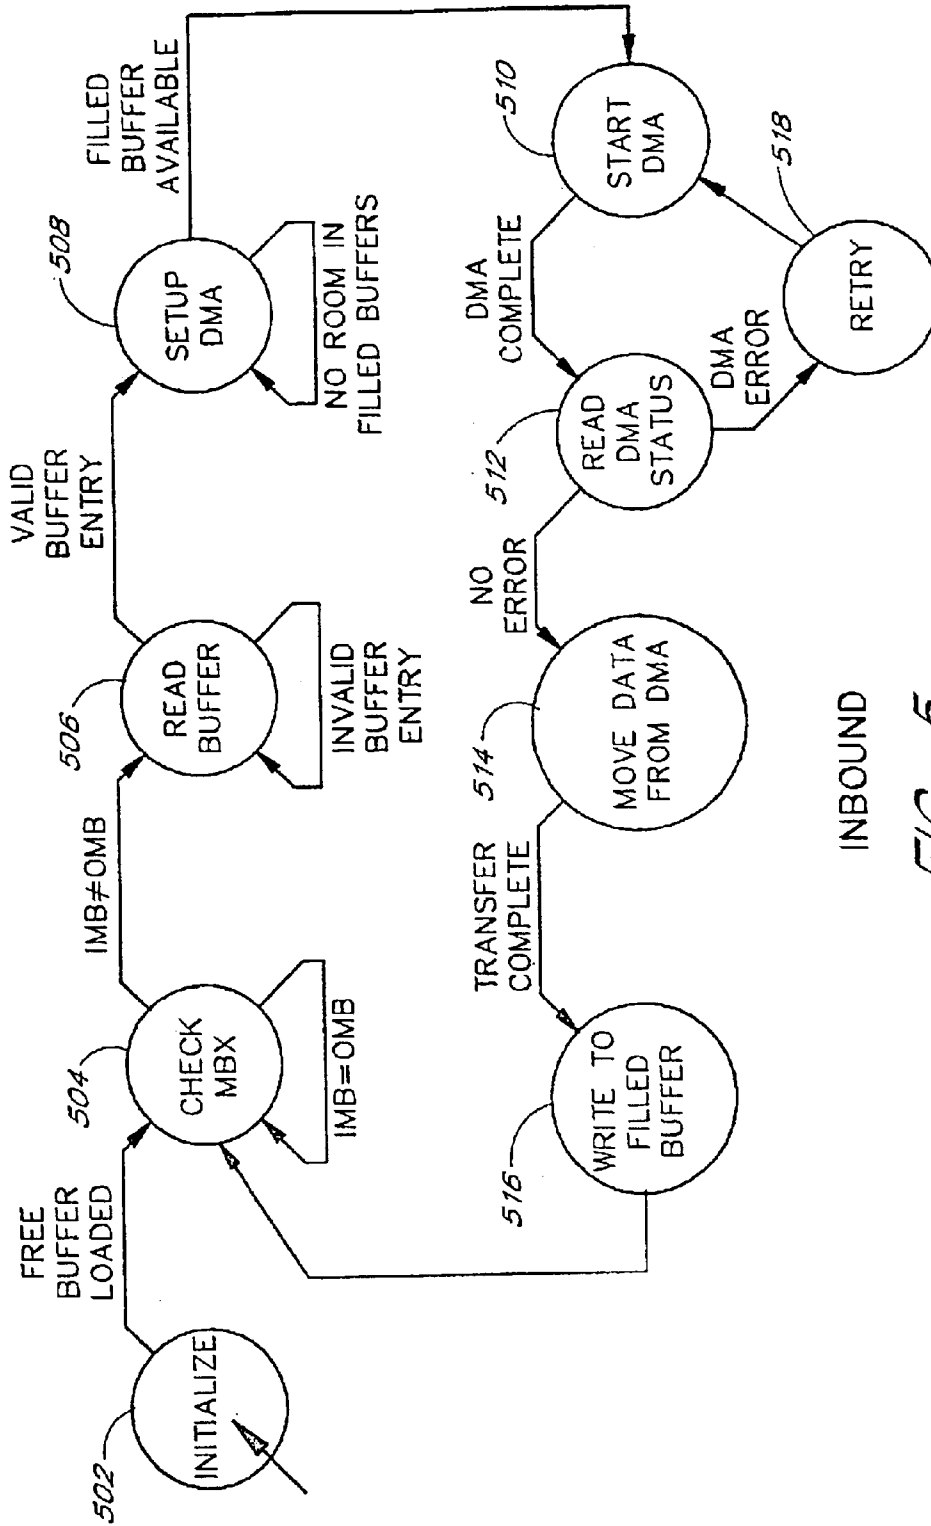 502
INITIALIZE
FREE
BUFFER
LOADED
504
CHECK
MBX
IMB=OMB
IMB≠OMB
506
READ
BUFFER
INVALID
BUFFER
ENTRY
VALID
BUFFER
ENTRY
508
SETUP
DMA
NO ROOM IN
FILLED BUFFERS
FILLED
BUFFER
AVAILABLE
510
START
DMA
DMA
COMPLETE
512
READ
DMA
STATUS
DMA
ERROR
518
RETRY
NO
ERROR
514
MOVE DATA
FROM DMA
TRANSFER
COMPLETE
516
WRITE TO
FILLED
BUFFER
INBOUND